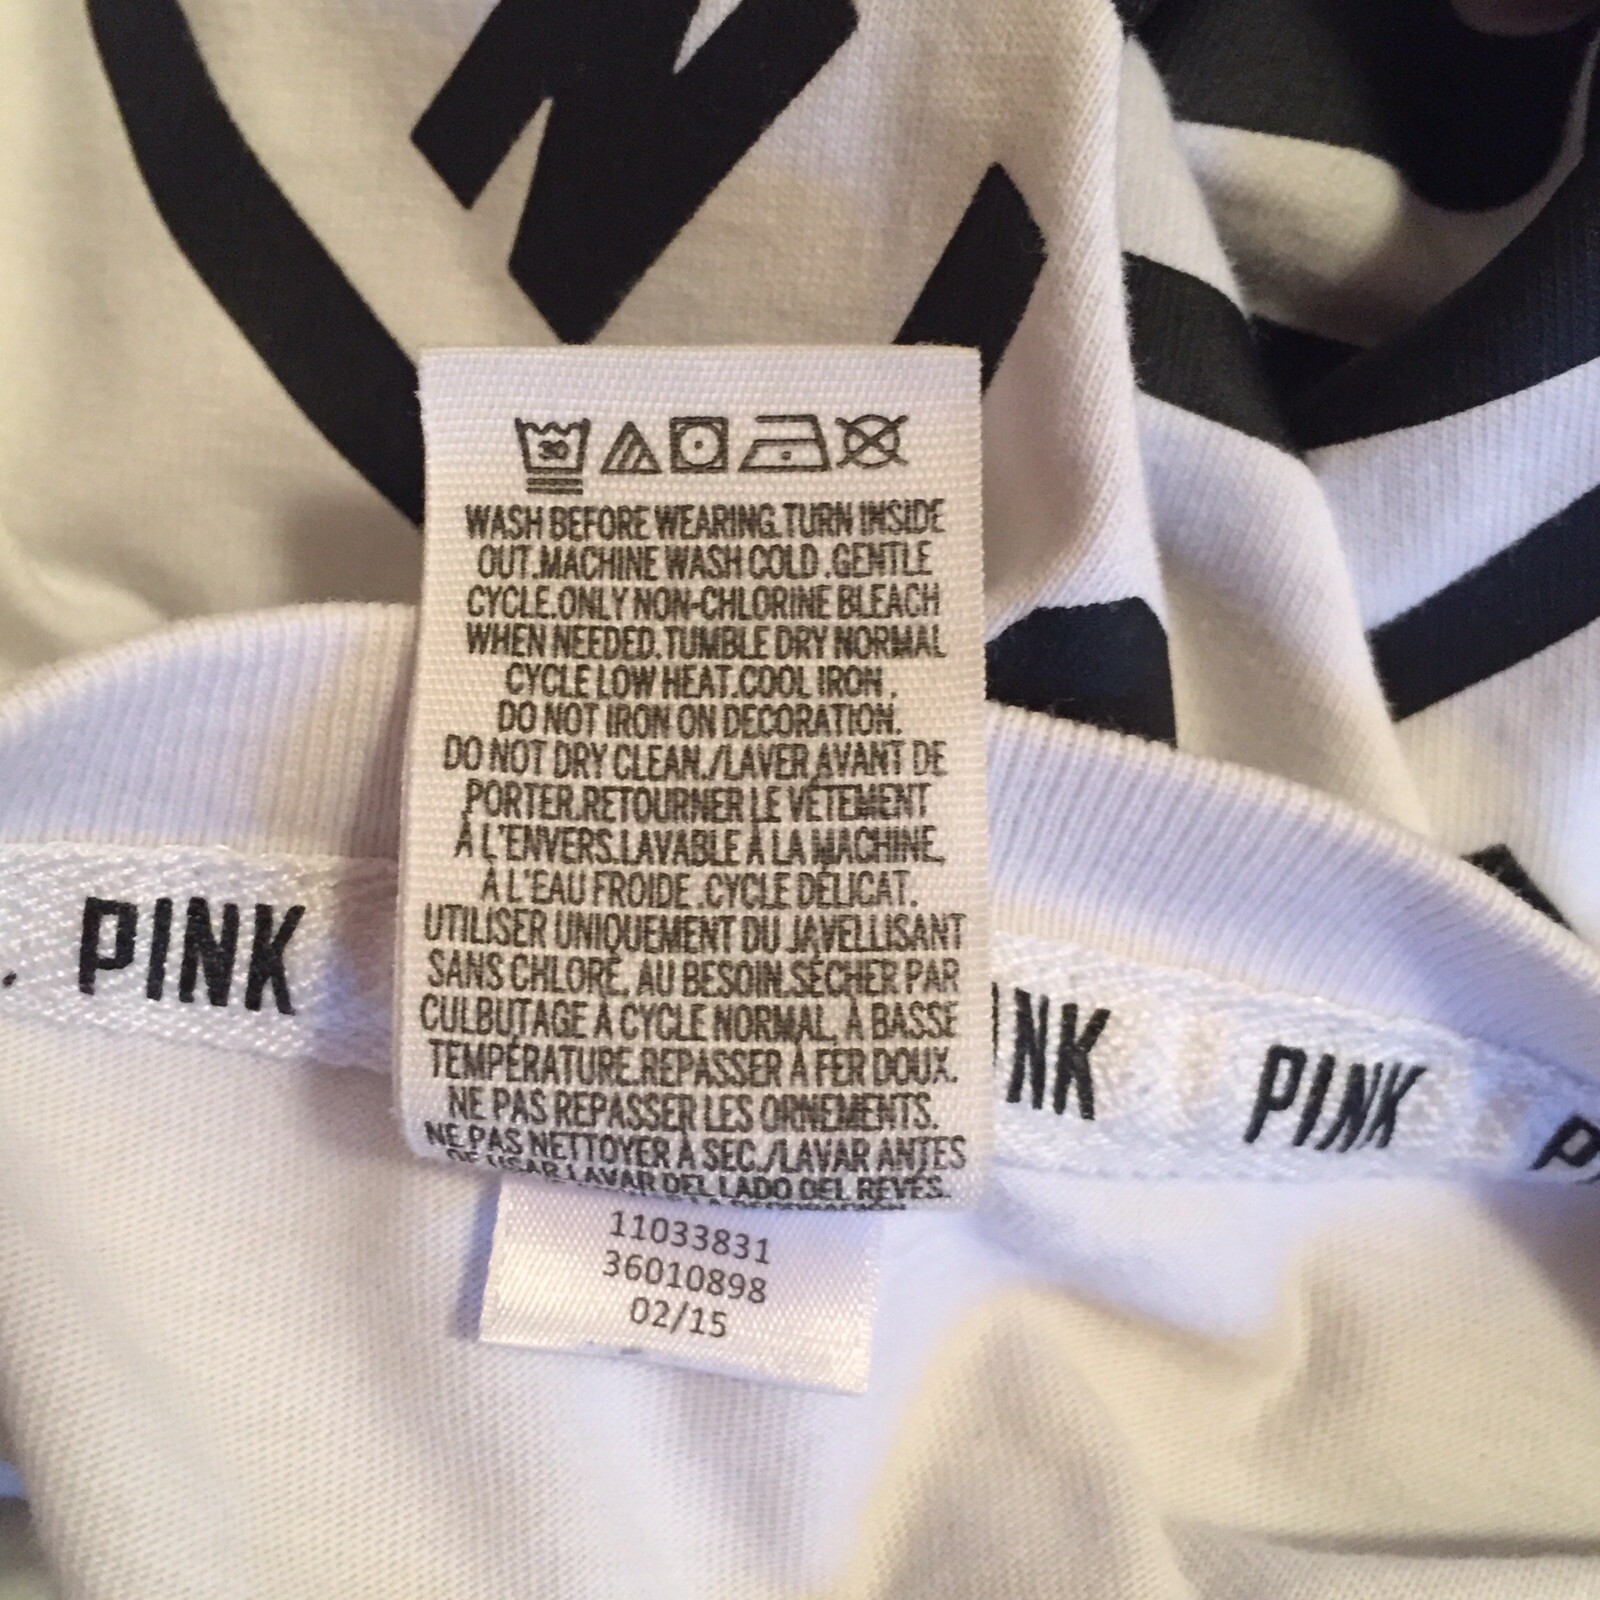 30
WASH BEFORE WEARING.TURN INSIDE
OUT.MACHINE WASH COLD .GENTLE
CYCLE.ONLY NON-CHLORINE BLEACH
WHEN NEEDED.TUMBLE DRY NORMAL
CYCLE LOW HEAT.COOL IRON .
DO NOT IRON ON DECORATION.
DO NOT DRY CLEAN./LAVER AVANT DE
PORTER.RETOURNER LE VÊTEMENT
À L'ENVERS.LAVABLE À LA MACHINE,
À L'EAU FROIDE .CYCLE DÉLICAT.
UTILISER UNIQUEMENT DU JAVELLISANT
SANS CHLORE, AU BESOIN.SÉCHER PAR
CULBUTAGE À CYCLE NORMAL, À BASSE
TEMPÉRATURE.REPASSER À FER DOUX.
NE PAS REPASSER LES ORNEMENTS.
NE PAS NETTOYER À SEC./LAVAR ANTES
DE USAR.LAVAR DEL LADO DEL REVÉS.
PINK
INK
PINK
11033831
36010898
02/15